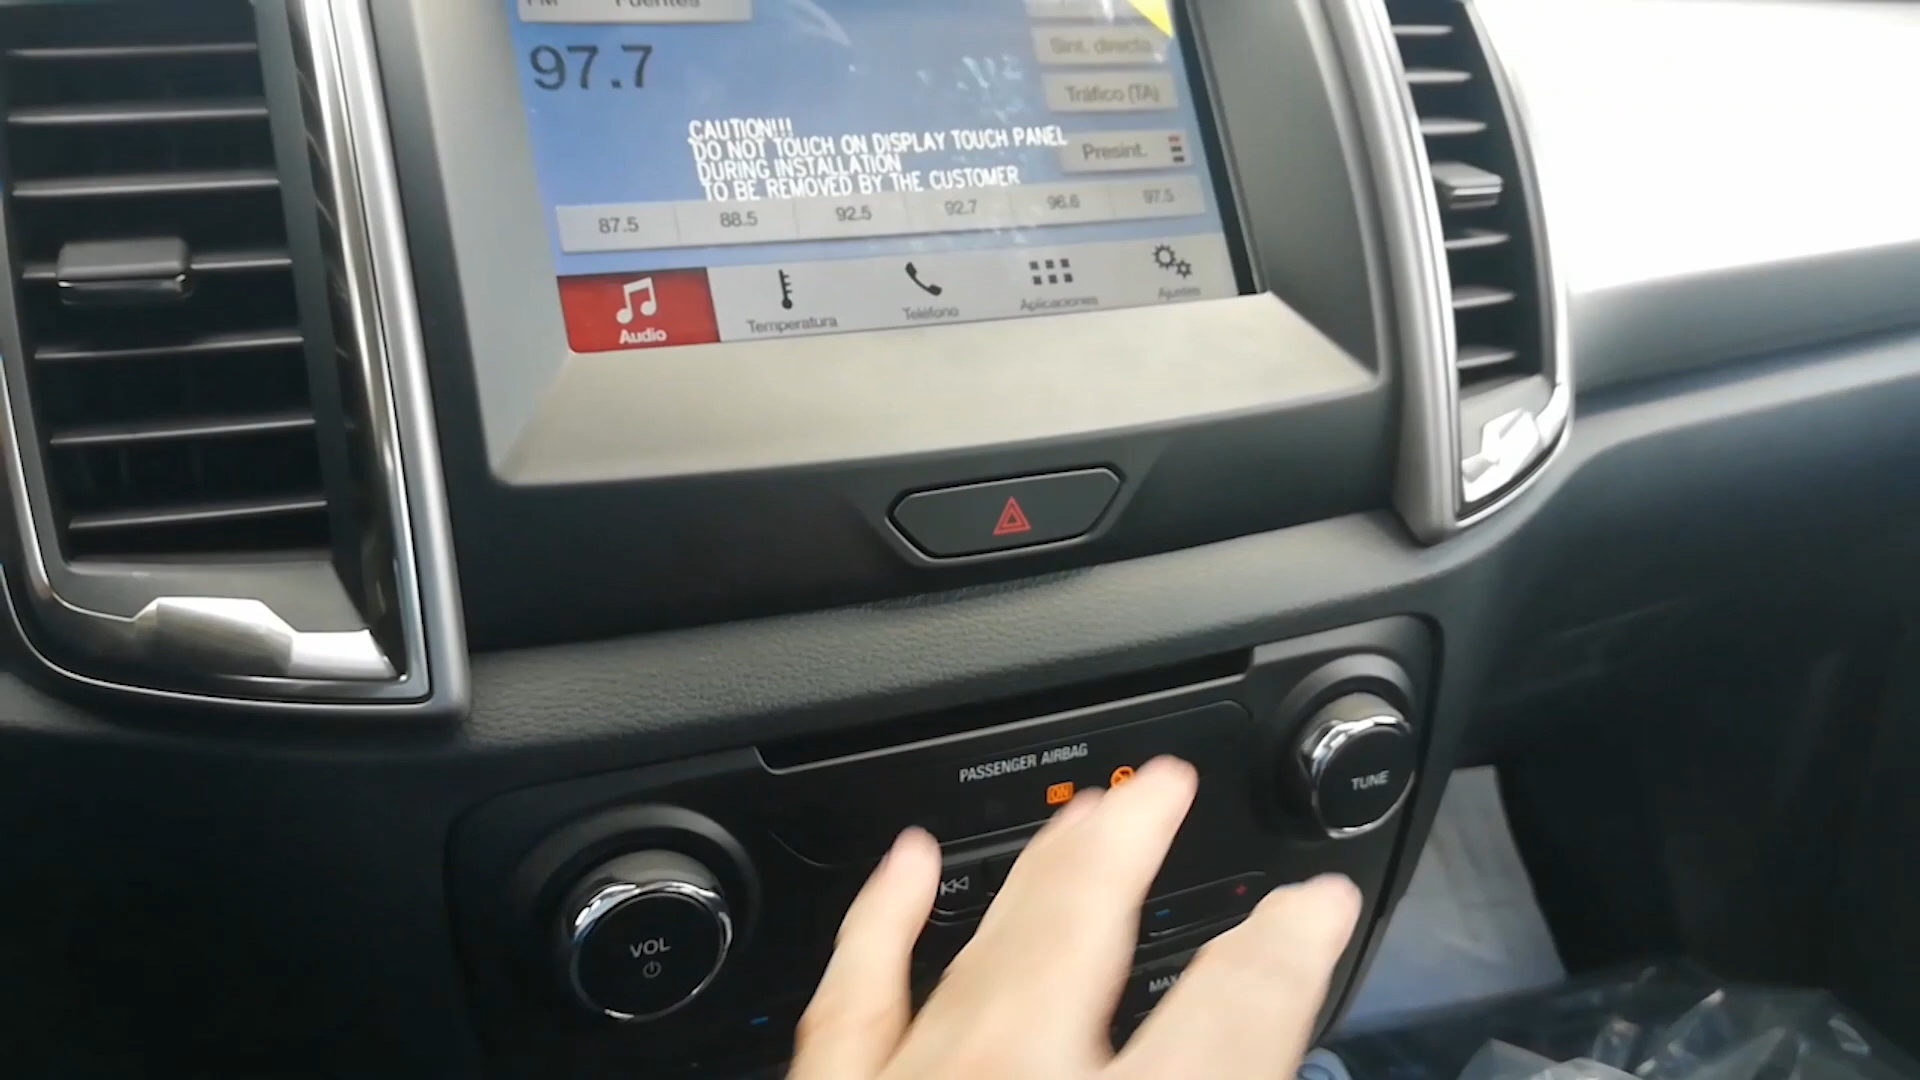 FM Fuentes
97.7
Sint. directa
Tráfico (TA)
CAUTION!!!
DO NOT TOUCH ON DISPLAY TOUCH PANEL
DURING INSTALLATION
TO BE REMOVED BY THE CUSTOMER
Presint.
87.5 88.5 92.5 92.7 96.6 97.5
Audio Temperatura Teléfono Aplicaciones Ajustes
PASSENGER AIRBAG
ON
TUNE
VOL
MAX